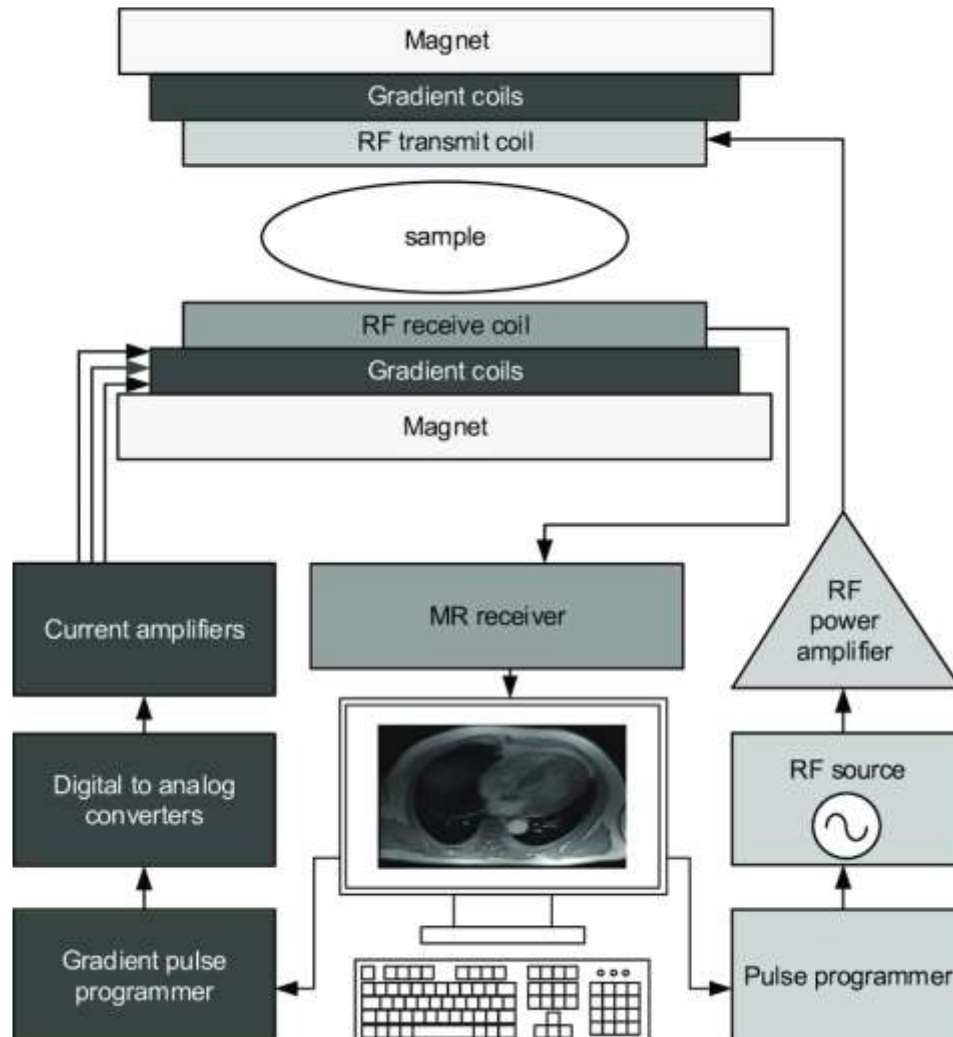 Magnet
Gradient coils
RF transmit coil
sample
RF receive coil
Gradient coils
Magnet
Current amplifiers
MR receiver
RF
power
amplifier
Digital to analog
converters
RF source
Gradient pulse
programmer
Pulse programmer